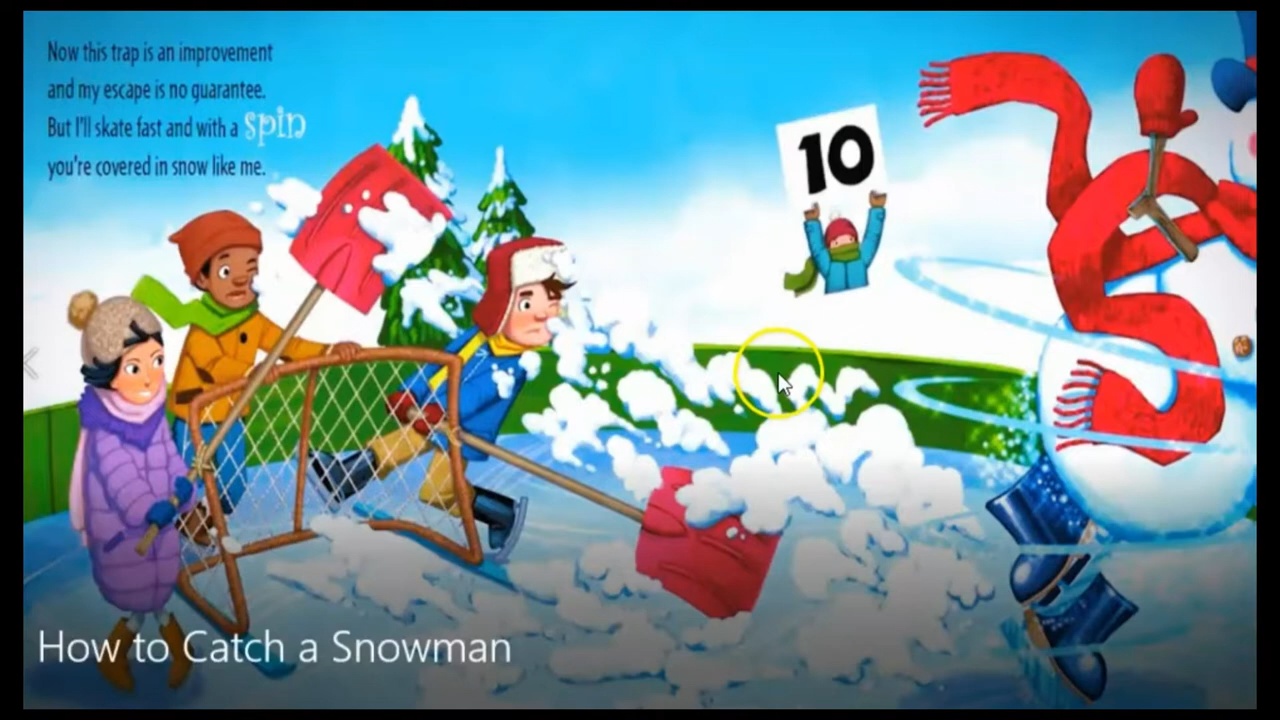 Now this trap is an improvement
and my escape is no guarantee.
But I'll skate fast and with a spin
you're covered in snow like me.
10
How to Catch a Snowman